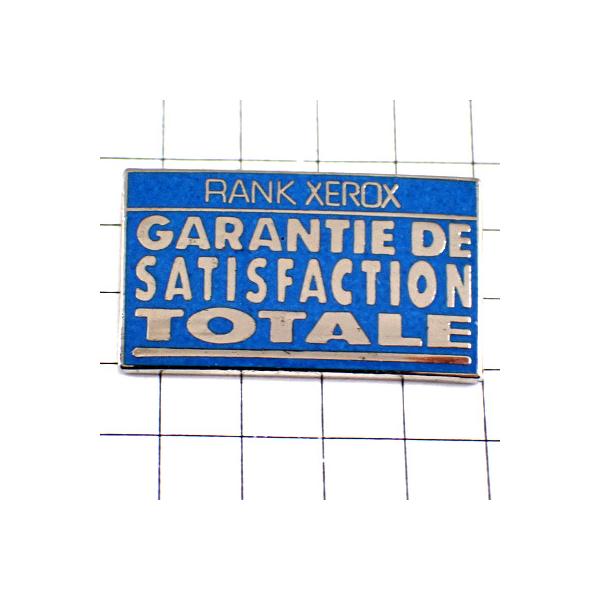 RANK XEROX
GARANTIE DE
SATISFACTION
TOTALE